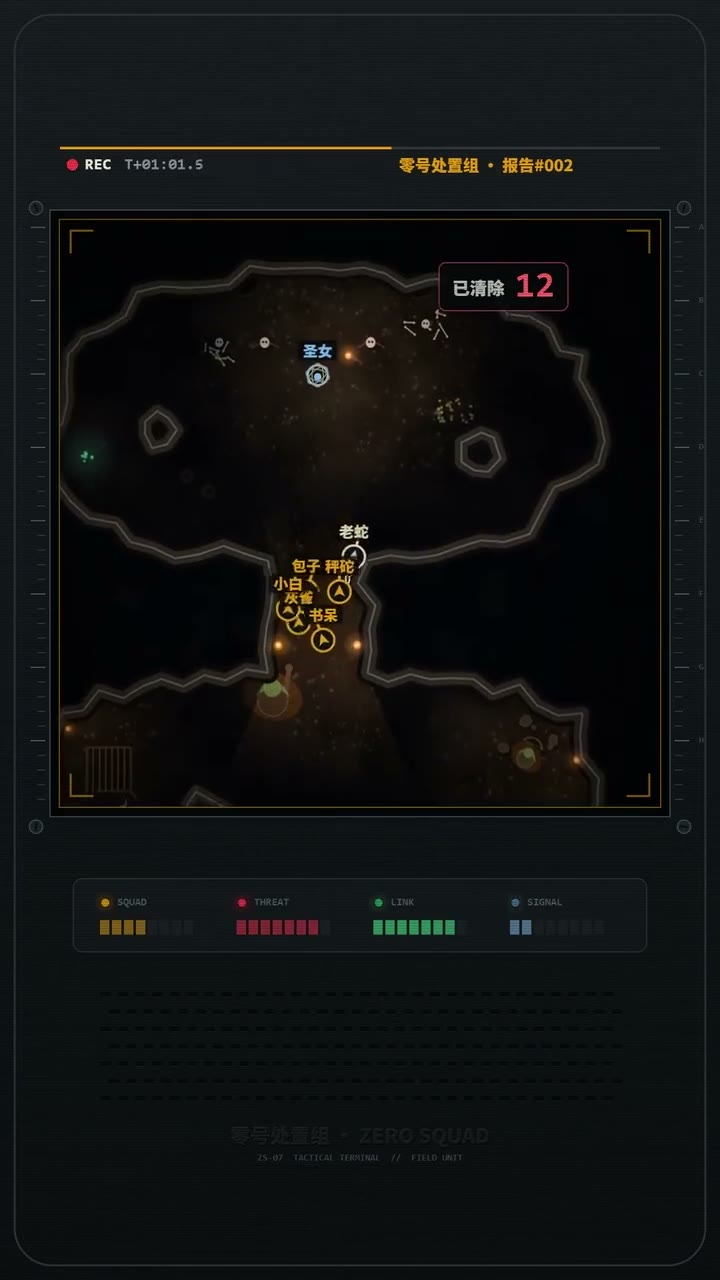 REC T+01:01.5
零号处置组 · 报告#002
已清除 12
圣女
老蛇
包子 秤砣
小白
灰雀
书呆
SQUAD THREAT LINK SIGNAL
零号处置组 · ZERO SQUAD
ZS-07 TACTICAL TERMINAL // FIELD UNIT
A
B
C
D
E
F
G
H